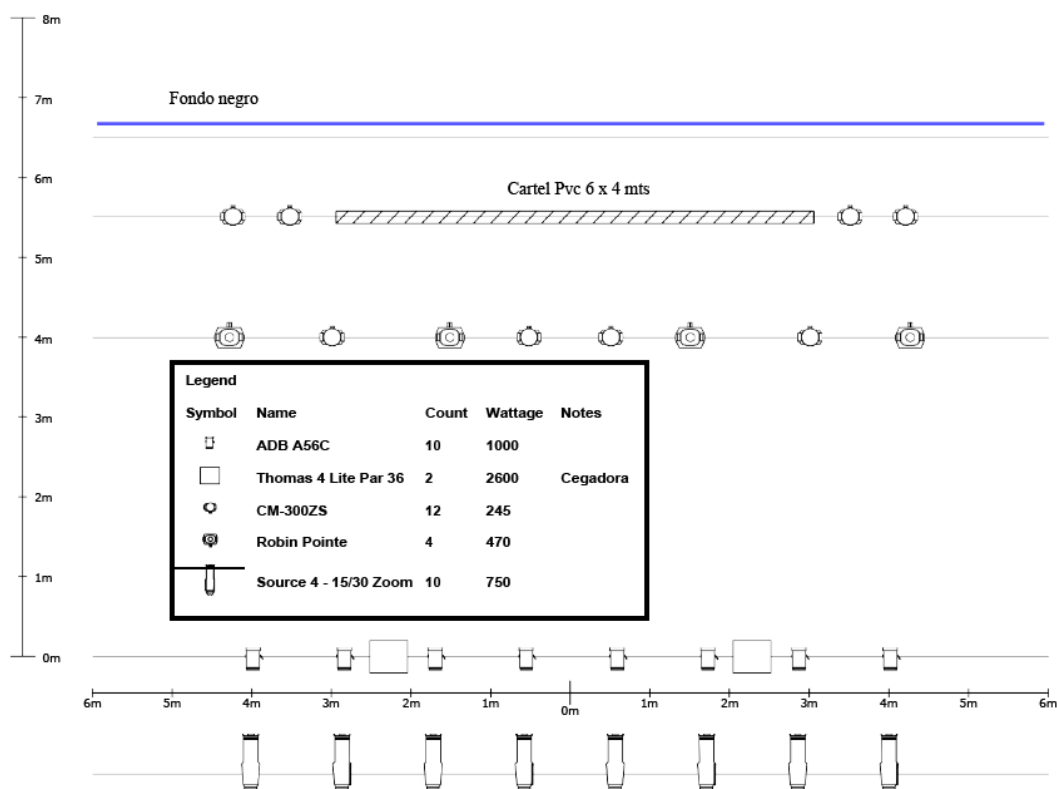 8m
7m
Fondo negro
6m
Cartel Pvc 6 x 4 mts
5m
4m
Legend
Symbol Name Count Wattage Notes
ADB A56C 10 1000
Thomas 4 Lite Par 36 2 2600 Cegadora
CM-300ZS 12 245
Robin Pointe 4 470
Source 4 - 15/30 Zoom 10 750
3m
2m
1m
0m
6m 5m 4m 3m 2m 1m 0m 1m 2m 3m 4m 5m 6m